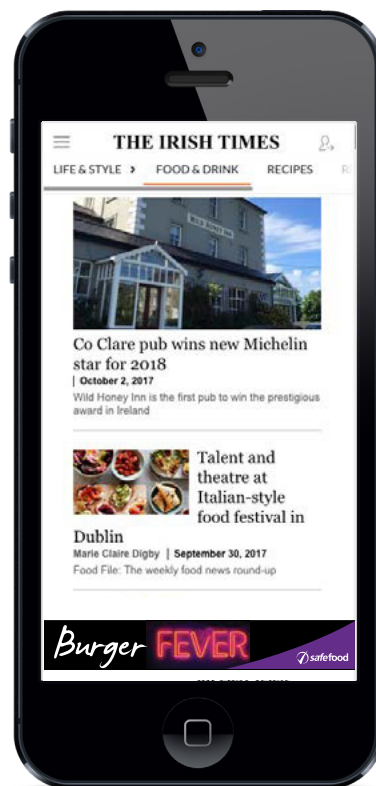 THE IRISH TIMES
LIFE & STYLE > FOOD & DRINK RECIPES
WILD HONEY INN
Co Clare pub wins new Michelin
star for 2018
| October 2, 2017
Wild Honey Inn is the first pub to win the prestigious
award in Ireland
Talent and
theatre at
Italian-style
food festival in
Dublin
Marie Claire Digby | September 30, 2017
Food File: The weekly food news round-up
Burger FEVER
safefood